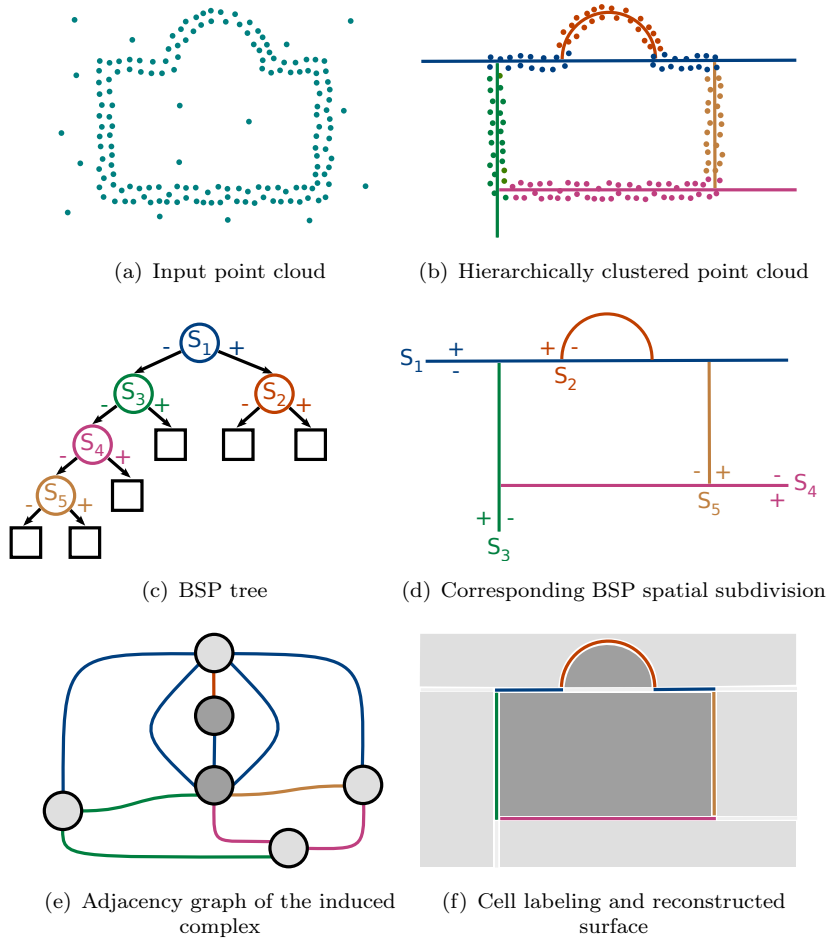 (a) Input point cloud
(b) Hierarchically clustered point cloud
- S1 +
- S3 + - S2 +
- S4 +
- S5 +
(c) BSP tree
S1 + - + -
S2
- + - +
S5 S4
+ -
S3
(d) Corresponding BSP spatial subdivision
(e) Adjacency graph of the induced
complex
(f) Cell labeling and reconstructed
surface